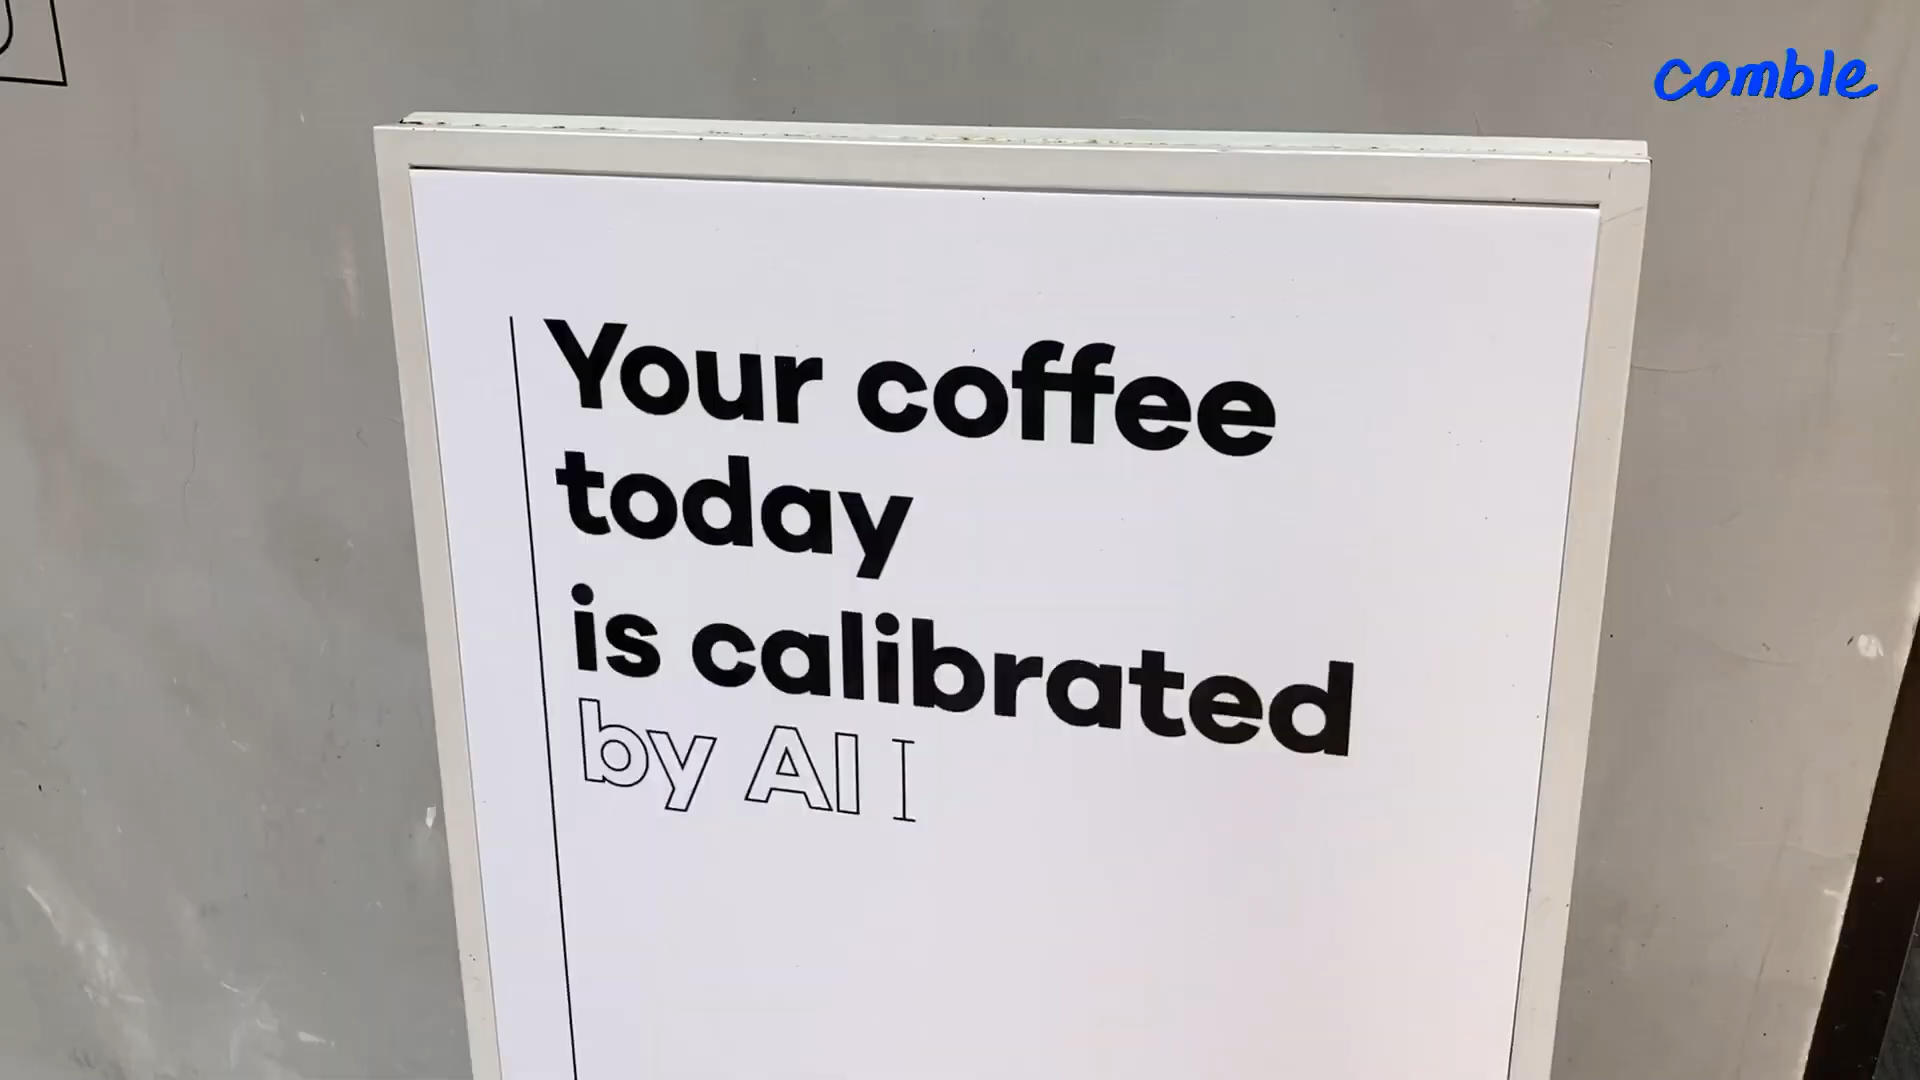 comble
Your coffee
today
is calibrated
by AI